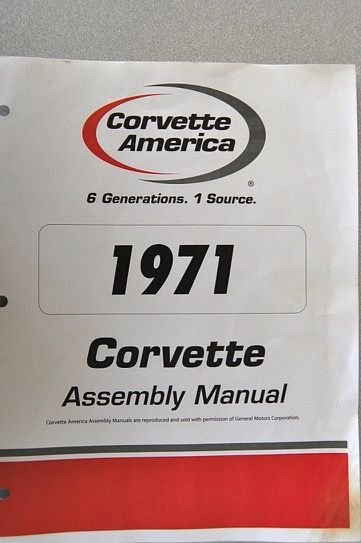 Corvette
America
®
6 Generations. 1 Source.
1971
Corvette
Assembly Manual
Corvette America Assembly Manuals are reproduced and sold with permission of General Motors Corporation.